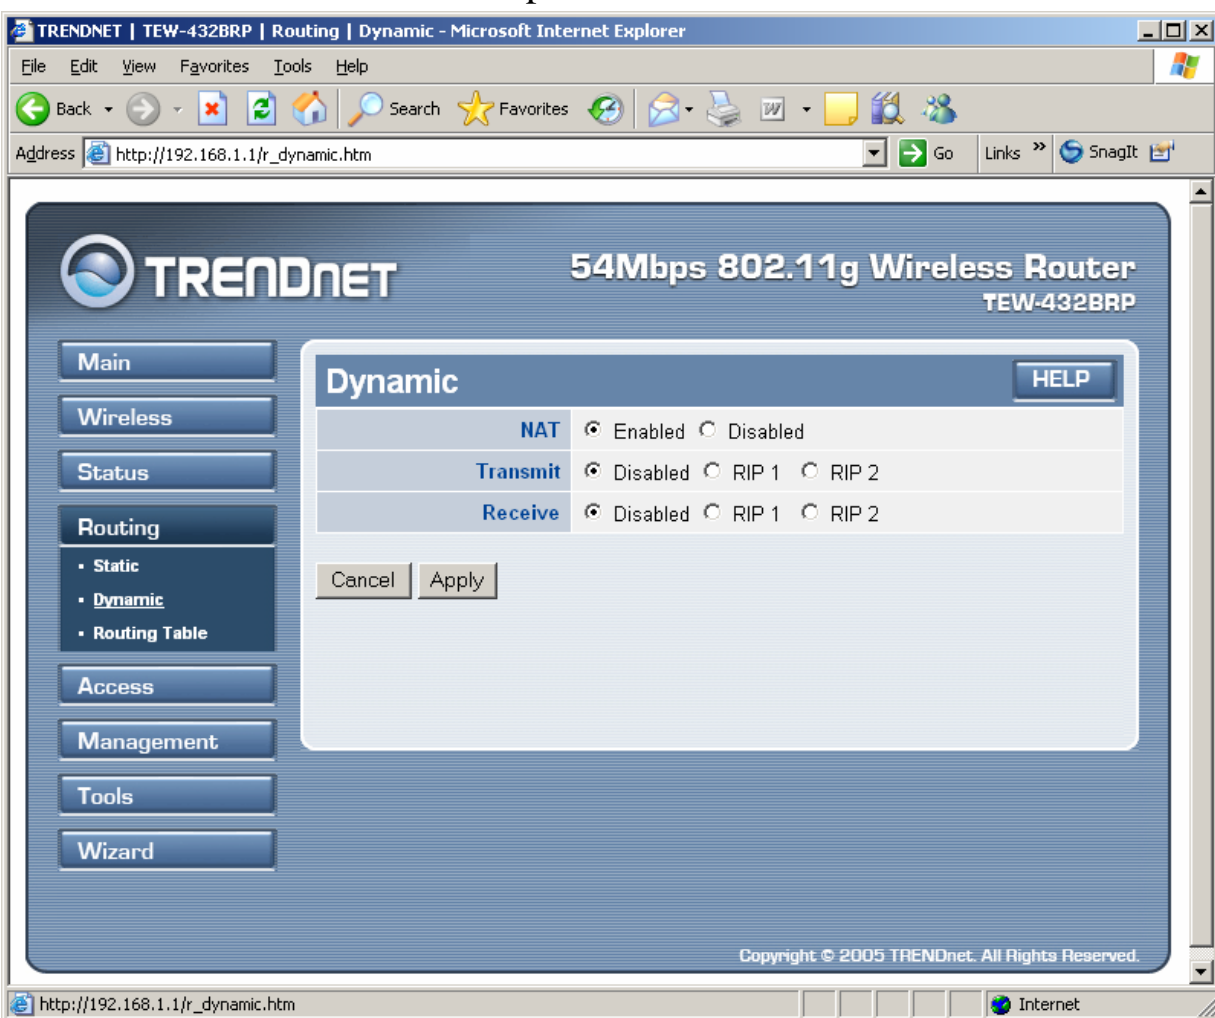 TRENDNET | TEW-432BRP | Routing | Dynamic - Microsoft Internet Explorer
File Edit View Favorites Tools Help
Back Search Favorites
Address http://192.168.1.1/r_dynamic.htm Go Links » SnagIt
TRENDNET
54Mbps 802.11g Wireless Router
TEW-432BRP
Main
Wireless
Status
Routing
Static
Dynamic
Routing Table
Access
Management
Tools
Wizard
Dynamic HELP
NAT Enabled Disabled
Transmit Disabled RIP 1 RIP 2
Receive Disabled RIP 1 RIP 2
Cancel Apply
Copyright © 2005 TRENDnet. All Rights Reserved.
http://192.168.1.1/r_dynamic.htm Internet